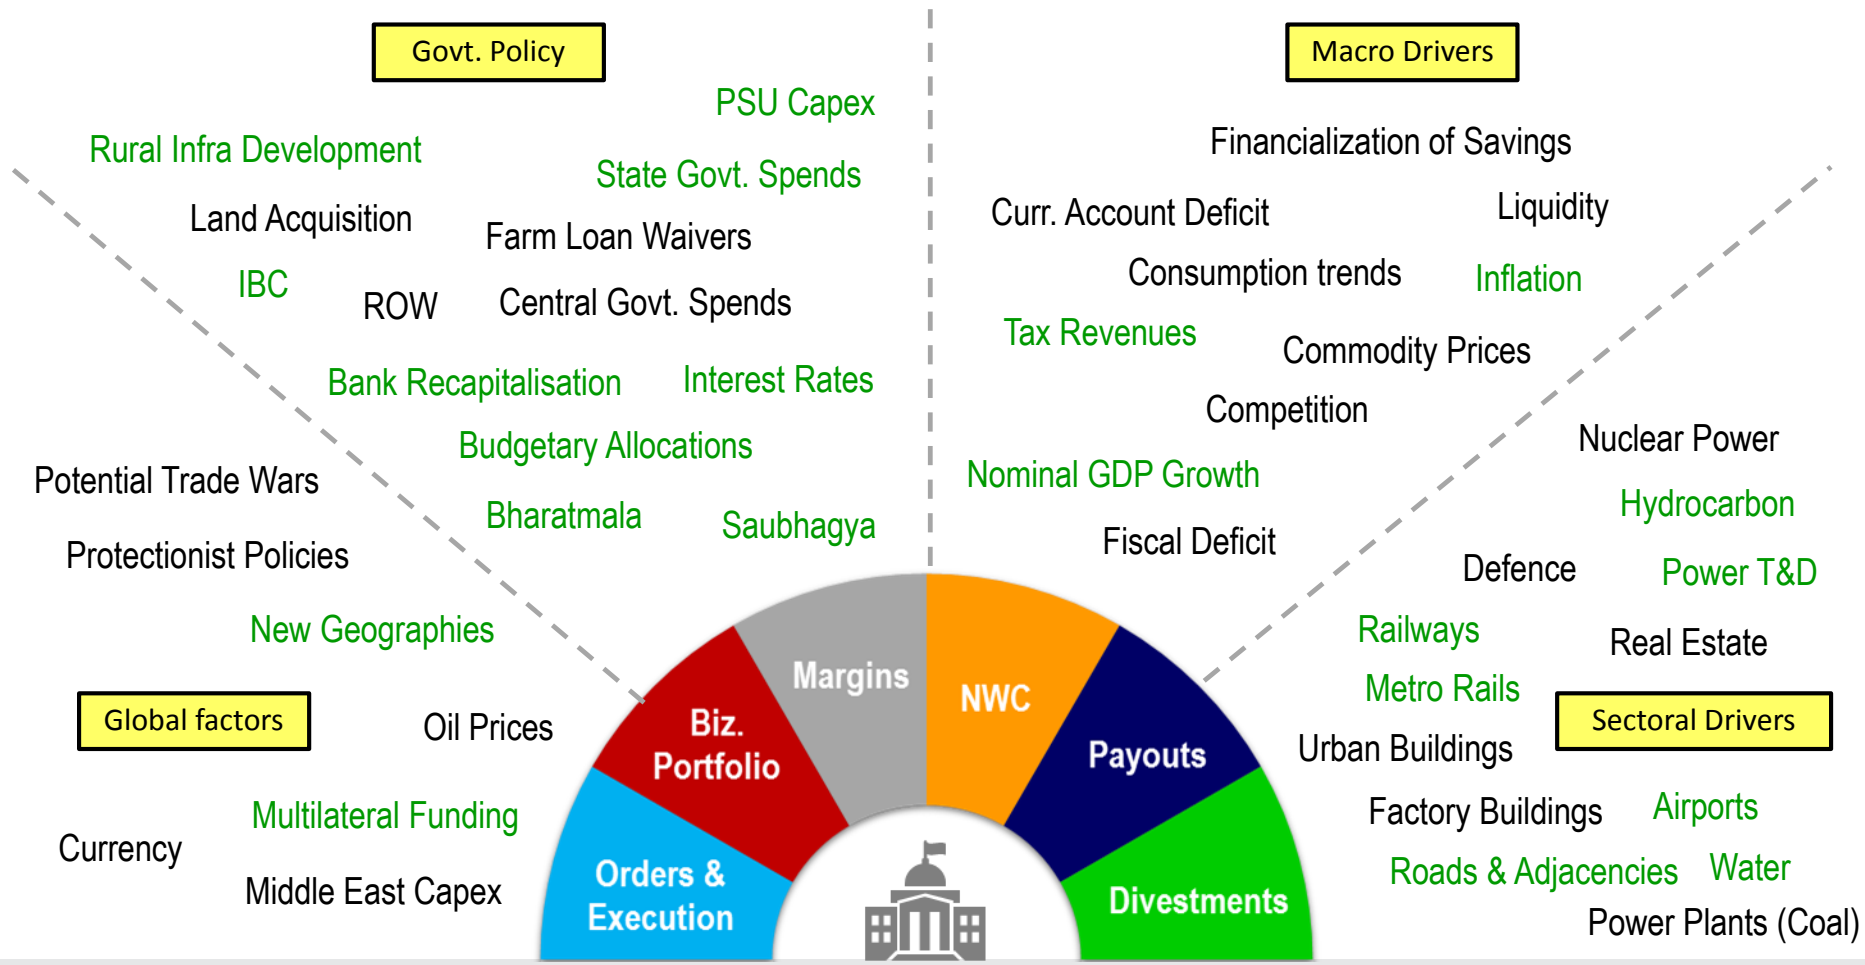 Govt. Policy
PSU Capex
Rural Infra Development
State Govt. Spends
Land Acquisition
Farm Loan Waivers
IBC
ROW
Central Govt. Spends
Bank Recapitalisation
Interest Rates
Budgetary Allocations
Bharatmala
Saubhagya
Macro Drivers
Financialization of Savings
Curr. Account Deficit
Liquidity
Consumption trends
Inflation
Tax Revenues
Commodity Prices
Competition
Nominal GDP Growth
Fiscal Deficit
Potential Trade Wars
Protectionist Policies
New Geographies
Global factors
Oil Prices
Multilateral Funding
Currency
Middle East Capex
Nuclear Power
Hydrocarbon
Defence
Power T&D
Railways
Real Estate
Metro Rails
Sectoral Drivers
Urban Buildings
Factory Buildings
Airports
Roads & Adjacencies
Water
Power Plants (Coal)
Orders &
Execution
Biz.
Portfolio
Margins
NWC
Payouts
Divestments